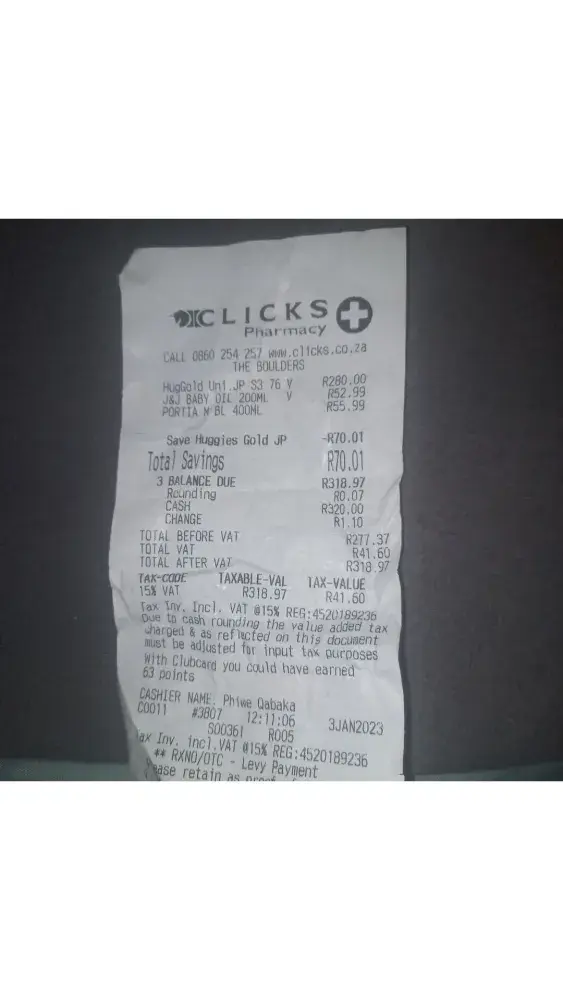 CLICKS
Pharmacy
CALL 0860 254 257 www.clicks.co.za
THE BOULDERS
HugGold Uni.JP S3 76 V R280.00
J&J BABY OIL 200ML V R52.99
PORTIA M BL 400ML R55.99
Save Huggies Gold JP -R70.01
Total Savings R70.01
3 BALANCE DUE R318.97
Rounding R0.07
CASH R320.00
CHANGE R1.10
TOTAL BEFORE VAT R277.37
TOTAL VAT R41.60
TOTAL AFTER VAT R318.97
TAX-CODE TAXABLE-VAL TAX-VALUE
15% VAT R318.97 R41.60
Tax Inv. Incl. VAT @15% REG:4520189236
Due to cash rounding the value added tax
charged & as reflected on this document
must be adjusted for input tax purposes
With Clubcard you could have earned
63 points
CASHIER NAME. Phiwe Qabaka
C0011 #3807 12:11:06 3JAN2023
S00361 R005
ax Inv. incl.VAT @15% REG:4520189236
** RXNO/OTC - Levy Payment
ease retain as